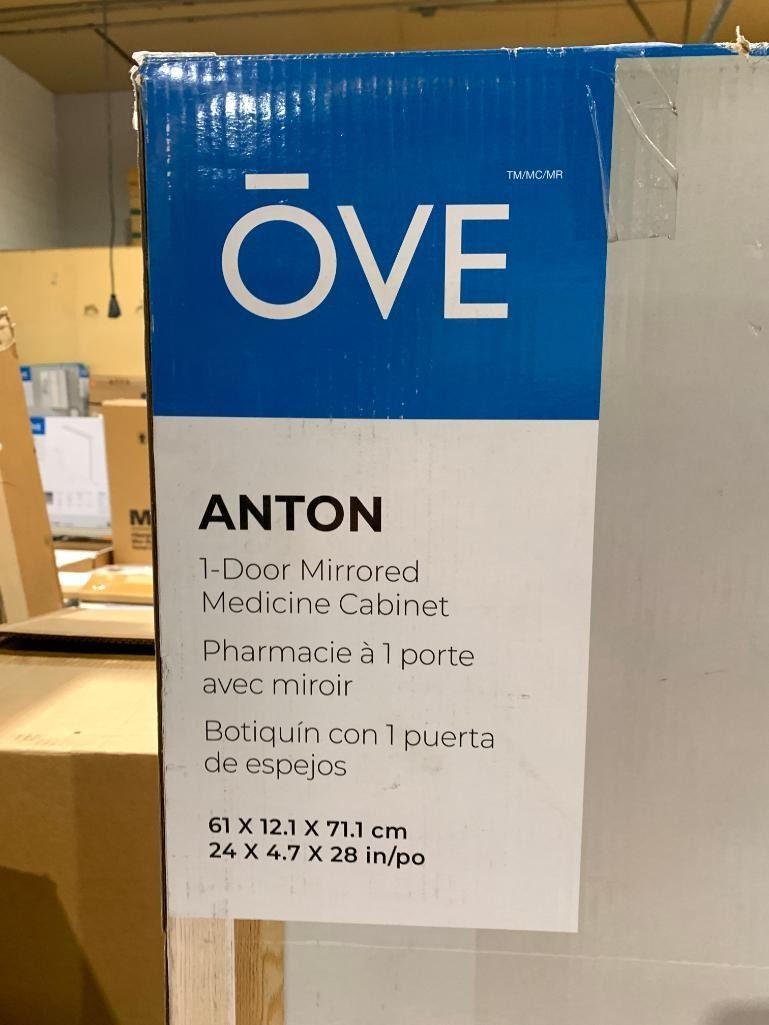 TM/MC/MR
ŌVE
ANTON
1-Door Mirrored
Medicine Cabinet
Pharmacie à 1 porte
avec miroir
Botiquín con 1 puerta
de espejos
61 X 12.1 X 71.1 cm
24 X 4.7 X 28 in/po